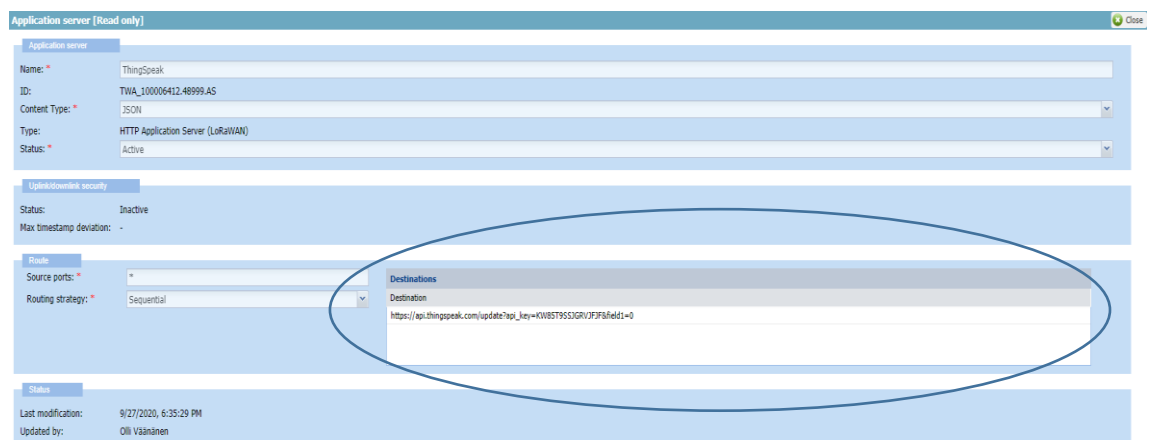 Application server [Read only] Close
Application server
Name: * ThingSpeak
ID: TWA_100006412.48999.AS
Content Type: * JSON
Type: HTTP Application Server (LoRaWAN)
Status: * Active
Uplink/downlink security
Status: Inactive
Max timestamp deviation: -
Route
Source ports: * *
Routing strategy: * Sequential
Destinations
Destination
https://api.thingspeak.com/update?api_key=KW85T9SSJGRVJFJF&field1=0
Status
Last modification: 9/27/2020, 6:35:29 PM
Updated by: Olli Väänänen